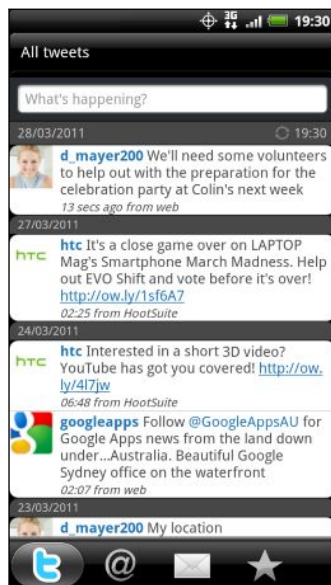 3G
19:30
All tweets
What's happening?
28/03/2011 19:30
d_mayer200 We'll need some volunteers
to help out with the preparation for the
celebration party at Colin's next week
13 secs ago from web
27/03/2011
htc
htc It's a close game over on LAPTOP
Mag's Smartphone March Madness. Help
out EVO Shift and vote before it's over!
http://ow.ly/1sf6A7
02:25 from HootSuite
24/03/2011
htc
htc Interested in a short 3D video?
YouTube has got you covered! http://ow.
ly/4l7jw
06:48 from HootSuite
googleapps Follow @GoogleAppsAU for
Google Apps news from the land down
under...Australia. Beautiful Google
Sydney office on the waterfront
02:07 from web
23/03/2011
d_mayer200 My location
@